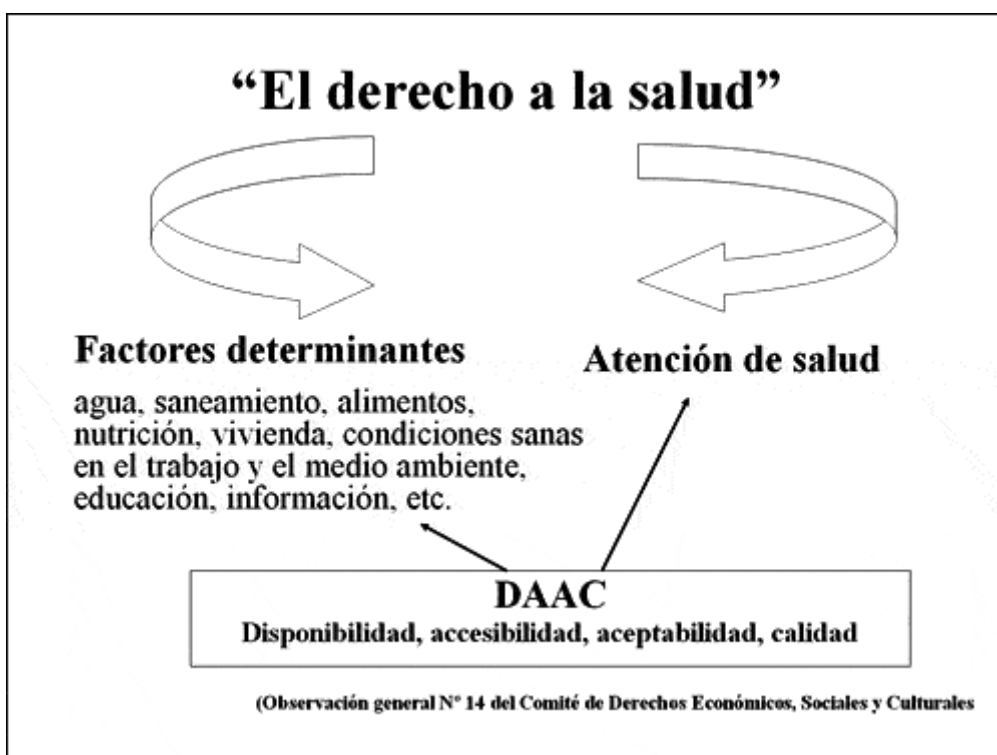 “El derecho a la salud”
Factores determinantes
agua, saneamiento, alimentos,
nutrición, vivienda, condiciones sanas
en el trabajo y el medio ambiente,
educación, información, etc.
Atención de salud
DAAC
Disponibilidad, accesibilidad, aceptabilidad, calidad
(Observación general Nº 14 del Comité de Derechos Económicos, Sociales y Culturales